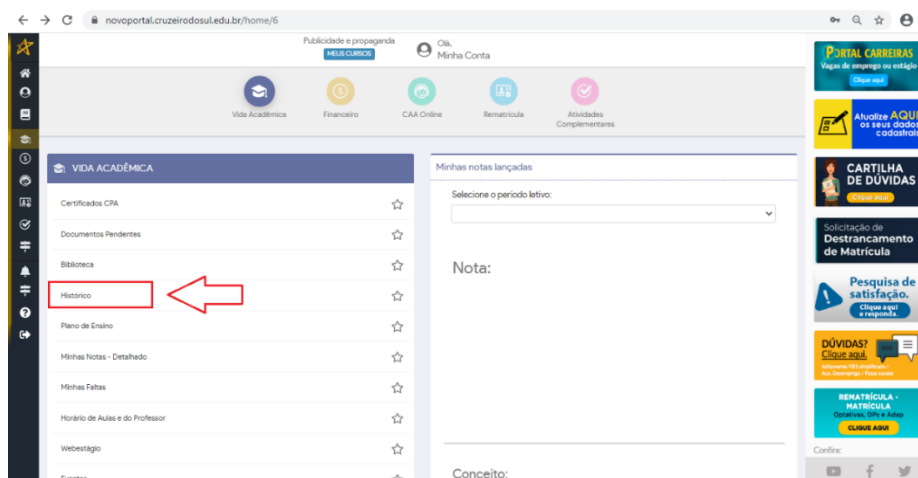 novoportal.cruzeirodosul.edu.br/home/6
Publicidade e propaganda
MEUS CURSOS
Olá,
Minha Conta
Vida Acadêmica
Financeiro
CAA Online
Rematrícula
Atividades
Complementares
VIDA ACADÊMICA
Certificados CPA
Documentos Pendentes
Biblioteca
Histórico
Plano de Ensino
Minhas Notas - Detalhado
Minhas Faltas
Horário de Aulas e do Professor
Webestágio
Eventos
Minhas notas lançadas
Selecione o período letivo:
Nota:
Conceito:
PORTAL CARREIRAS
Vagas de emprego ou estágio
Clique aqui
Atualize AQUI
os seus dados
cadastrais
CARTILHA
DE DÚVIDAS
Clique aqui
Solicitação de
Destrancamento
de Matrícula
Pesquisa de
satisfação.
Clique aqui
e responda.
DÚVIDAS?
Clique aqui.
REMATRÍCULA -
MATRÍCULA
Optativas, DPs e Adap
CLIQUE AQUI
Confira: